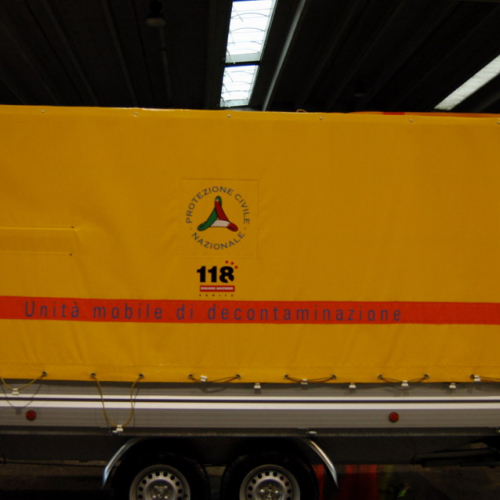 PROTEZIONE CIVILE
NAZIONALE
118
Unità mobile di decontaminazione